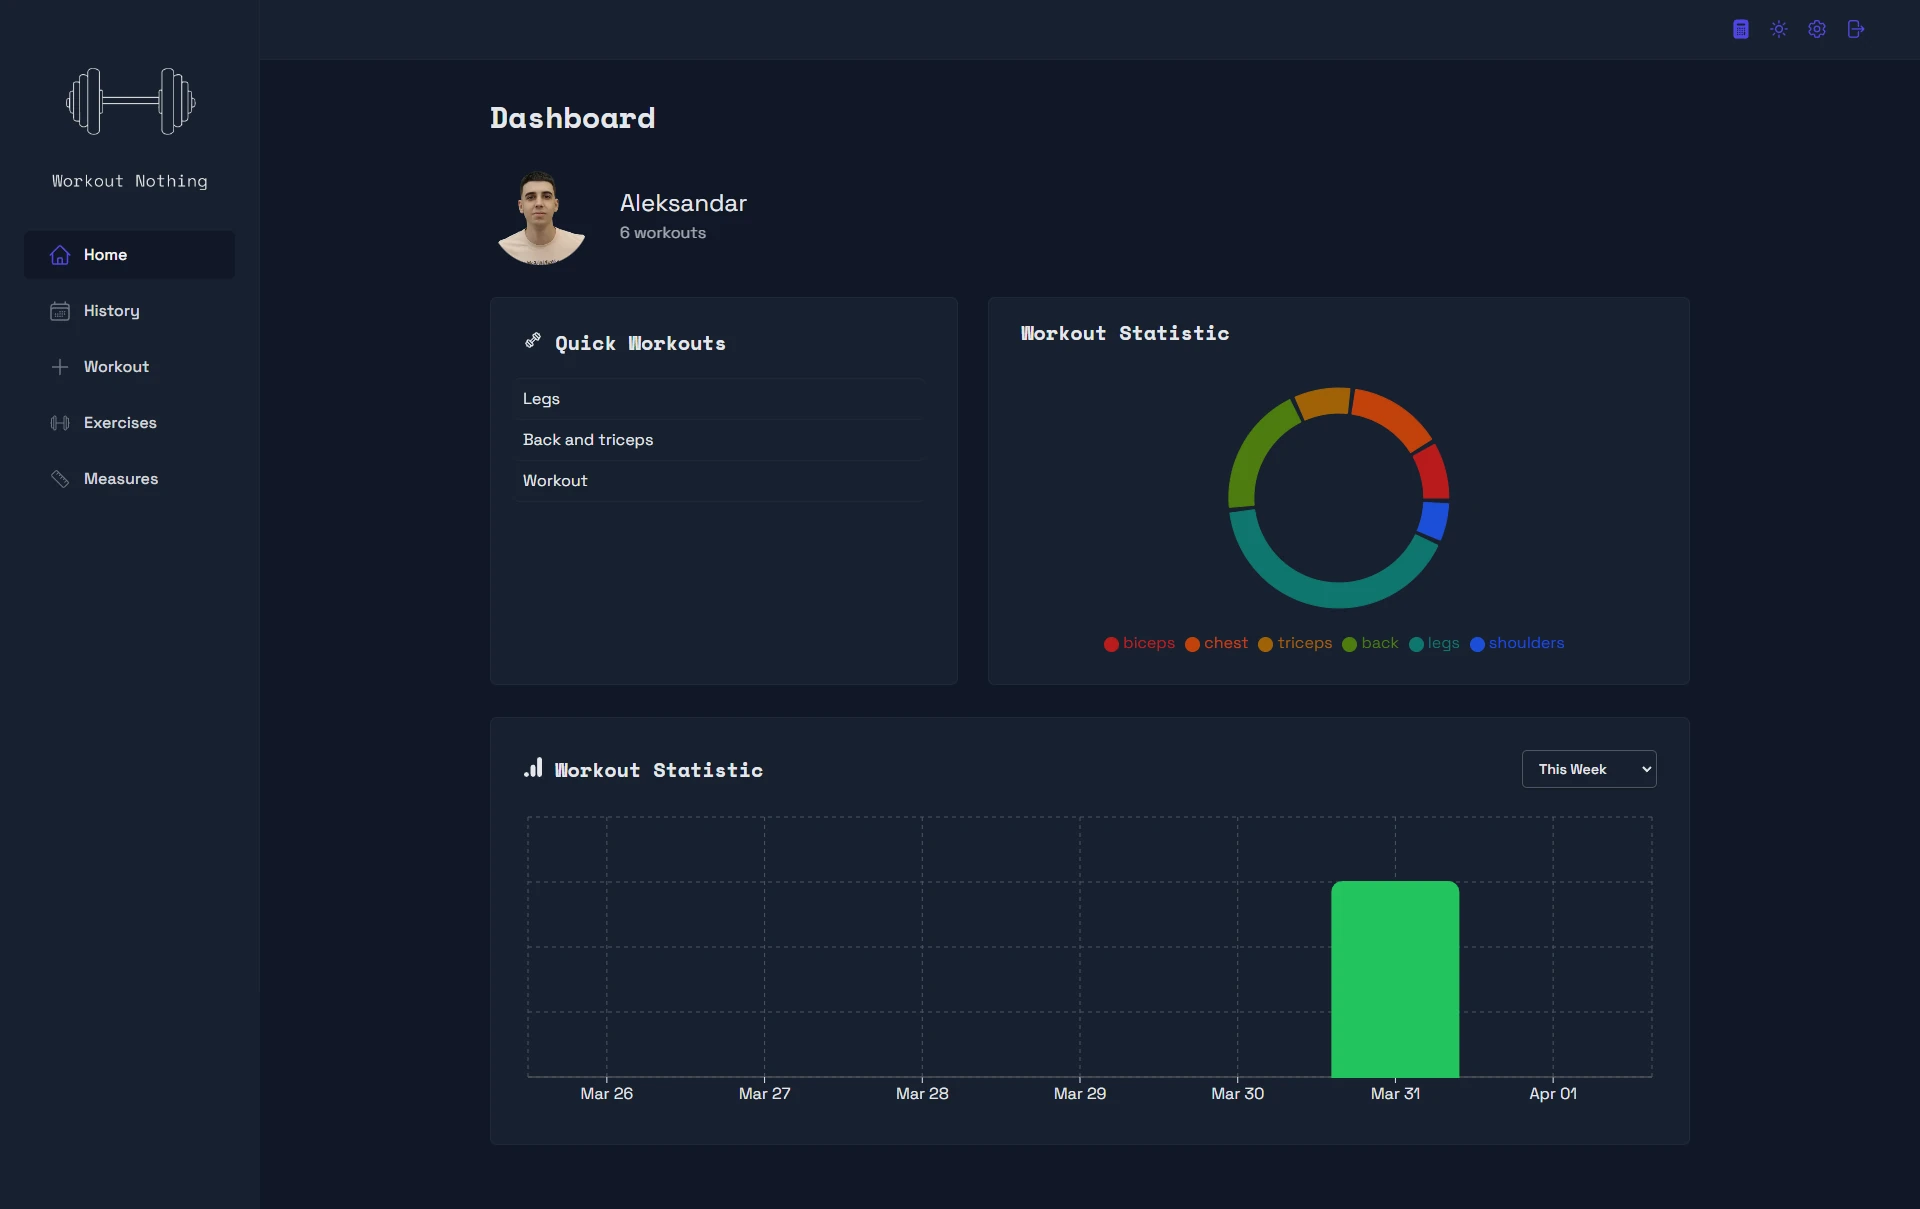 Workout Nothing
Home
History
Workout
Exercises
Measures
Dashboard
Aleksandar
6 workouts
Quick Workouts
Legs
Back and triceps
Workout
Workout Statistic
biceps chest triceps back legs shoulders
Workout Statistic
This Week
Mar 26 Mar 27 Mar 28 Mar 29 Mar 30 Mar 31 Apr 01